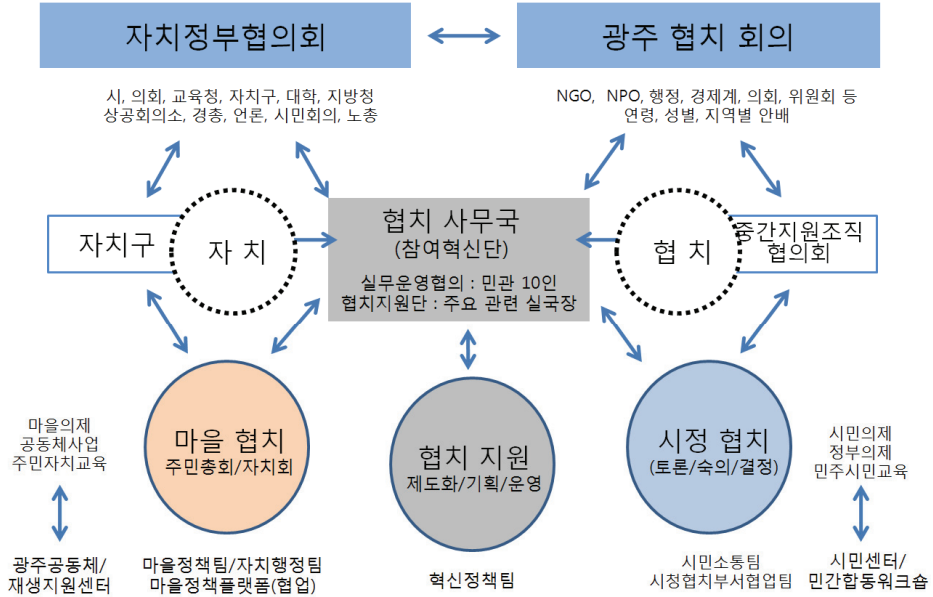 자치정부협의회
광주 협치 회의
시, 의회, 교육청, 자치구, 대학, 지방청
상공회의소, 경총, 언론, 시민회의, 노총
NGO, NPO, 행정, 경제계, 의회, 위원회 등
연령, 성별, 지역별 안배
자치구
자 치
협치 사무국
(참여혁신단)
실무운영협의 : 민관 10인
협치지원단 : 주요 관련 실국장
협 치
중간지원조직
협의회
마을의제
공동체사업
주민자치교육
마을 협치
주민총회/자치회
협치 지원
제도화/기획/운영
시정 협치
(토론/숙의/결정)
시민의제
정부의제
민주시민교육
광주공동체/
재생지원센터
마을정책팀/자치행정팀
마을정책플랫폼(협업)
혁신정책팀
시민소통팀
시청협치부서협업팀
시민센터/
민간합동워크숍